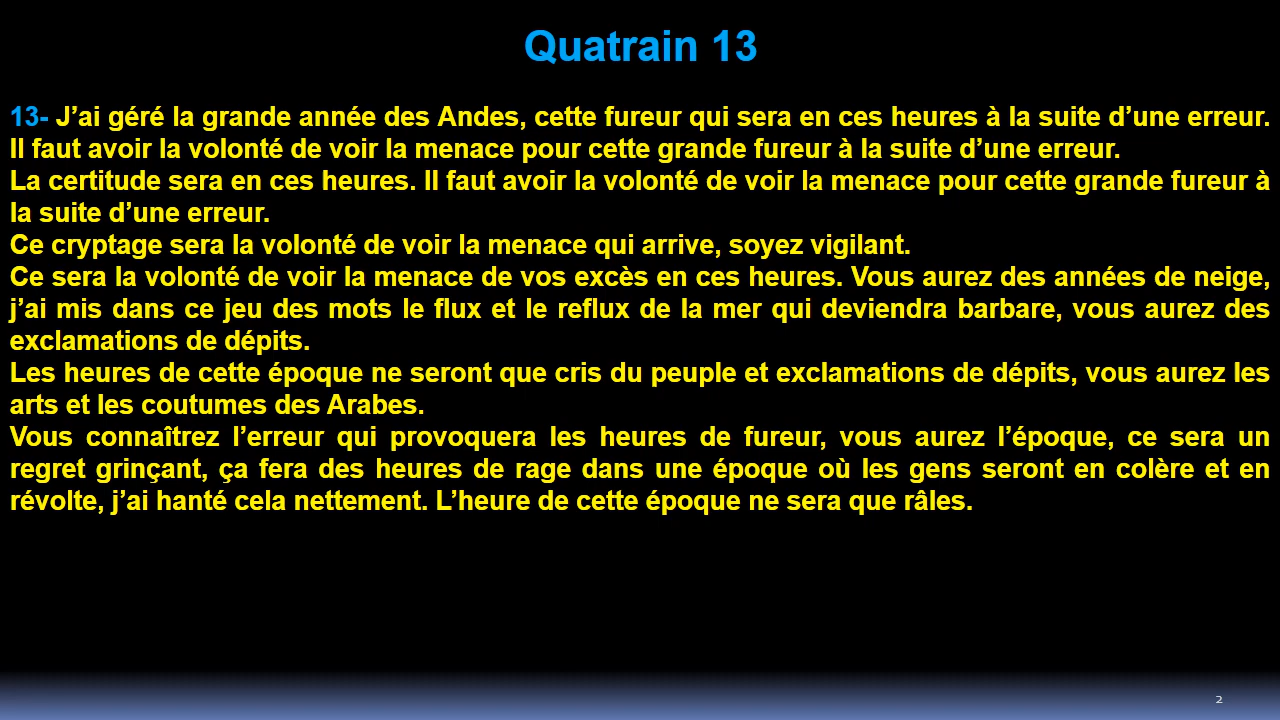 Quatrain 13
13- J’ai géré la grande année des Andes, cette fureur qui sera en ces heures à la suite d’une erreur.
Il faut avoir la volonté de voir la menace pour cette grande fureur à la suite d’une erreur.
La certitude sera en ces heures. Il faut avoir la volonté de voir la menace pour cette grande fureur à
la suite d’une erreur.
Ce cryptage sera la volonté de voir la menace qui arrive, soyez vigilant.
Ce sera la volonté de voir la menace de vos excès en ces heures. Vous aurez des années de neige,
j’ai mis dans ce jeu des mots le flux et le reflux de la mer qui deviendra barbare, vous aurez des
exclamations de dépits.
Les heures de cette époque ne seront que cris du peuple et exclamations de dépits, vous aurez les
arts et les coutumes des Arabes.
Vous connaîtrez l’erreur qui provoquera les heures de fureur, vous aurez l’époque, ce sera un
regret grinçant, ça fera des heures de rage dans une époque où les gens seront en colère et en
révolte, j’ai hanté cela nettement. L’heure de cette époque ne sera que râles.
2